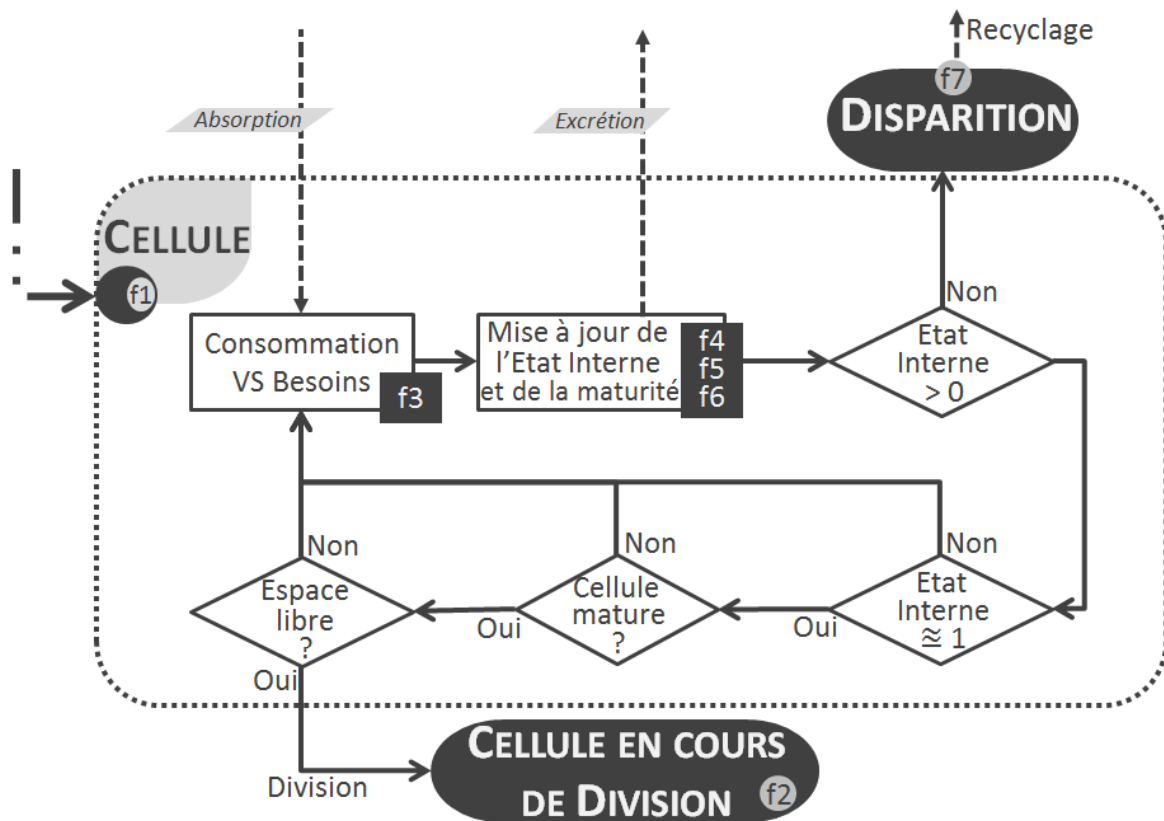 Recyclage
f7
DISPARITION
Absorption
Excrétion
CELLULE
f1
Consommation
VS Besoins
f3
Mise à jour de
l'Etat Interne
et de la maturité
f4
f5
f6
Non
Etat
Interne
> 0
Non
Espace
libre
?
Oui
Non
Cellule
mature
?
Oui
Non
Etat
Interne
≊ 1
Oui
Division
CELLULE EN COURS
DE DIVISION
f2